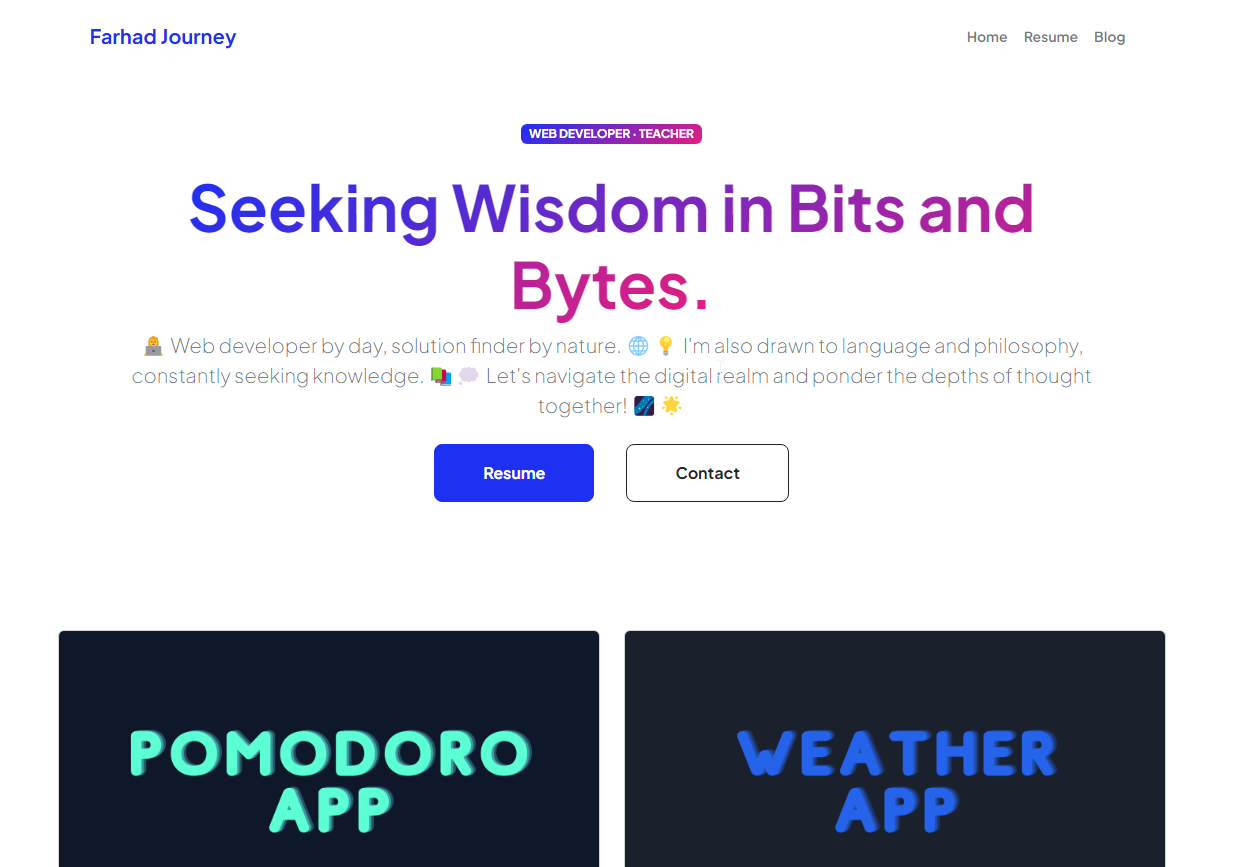 Farhad Journey
Home Resume Blog
WEB DEVELOPER · TEACHER
Seeking Wisdom in Bits and
Bytes.
👩‍💻 Web developer by day, solution finder by nature. 🌐 💡 I'm also drawn to language and philosophy,
constantly seeking knowledge. 📚 💭 Let's navigate the digital realm and ponder the depths of thought
together! 🌌 🌟
Resume Contact
POMODORO
APP
WEATHER
APP